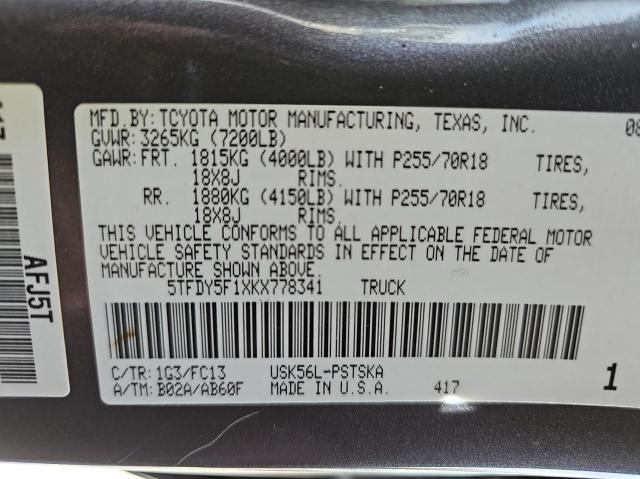 MFD.BY: TOYOTA MOTOR MANUFACTURING, TEXAS, INC. 08
GVWR: 3265KG (7200LB)
GAWR: FRT. 1815KG (4000LB) WITH P255/70R18 TIRES,
18X8J RIMS.
RR. 1880KG (4150LB) WITH P255/70R18 TIRES,
18X8J RIMS.
THIS VEHICLE CONFORMS TO ALL APPLICABLE FEDERAL MOTOR
VEHICLE SAFETY STANDARDS IN EFFECT ON THE DATE OF
MANUFACTURE SHOWN ABOVE.
5TFDY5F1XKX778341 TRUCK
C/TR: 1G3/FC13 USK56L-PSTSKA
A/TM: B02A/AB60F MADE IN U.S.A. 417 1
AFJ5T